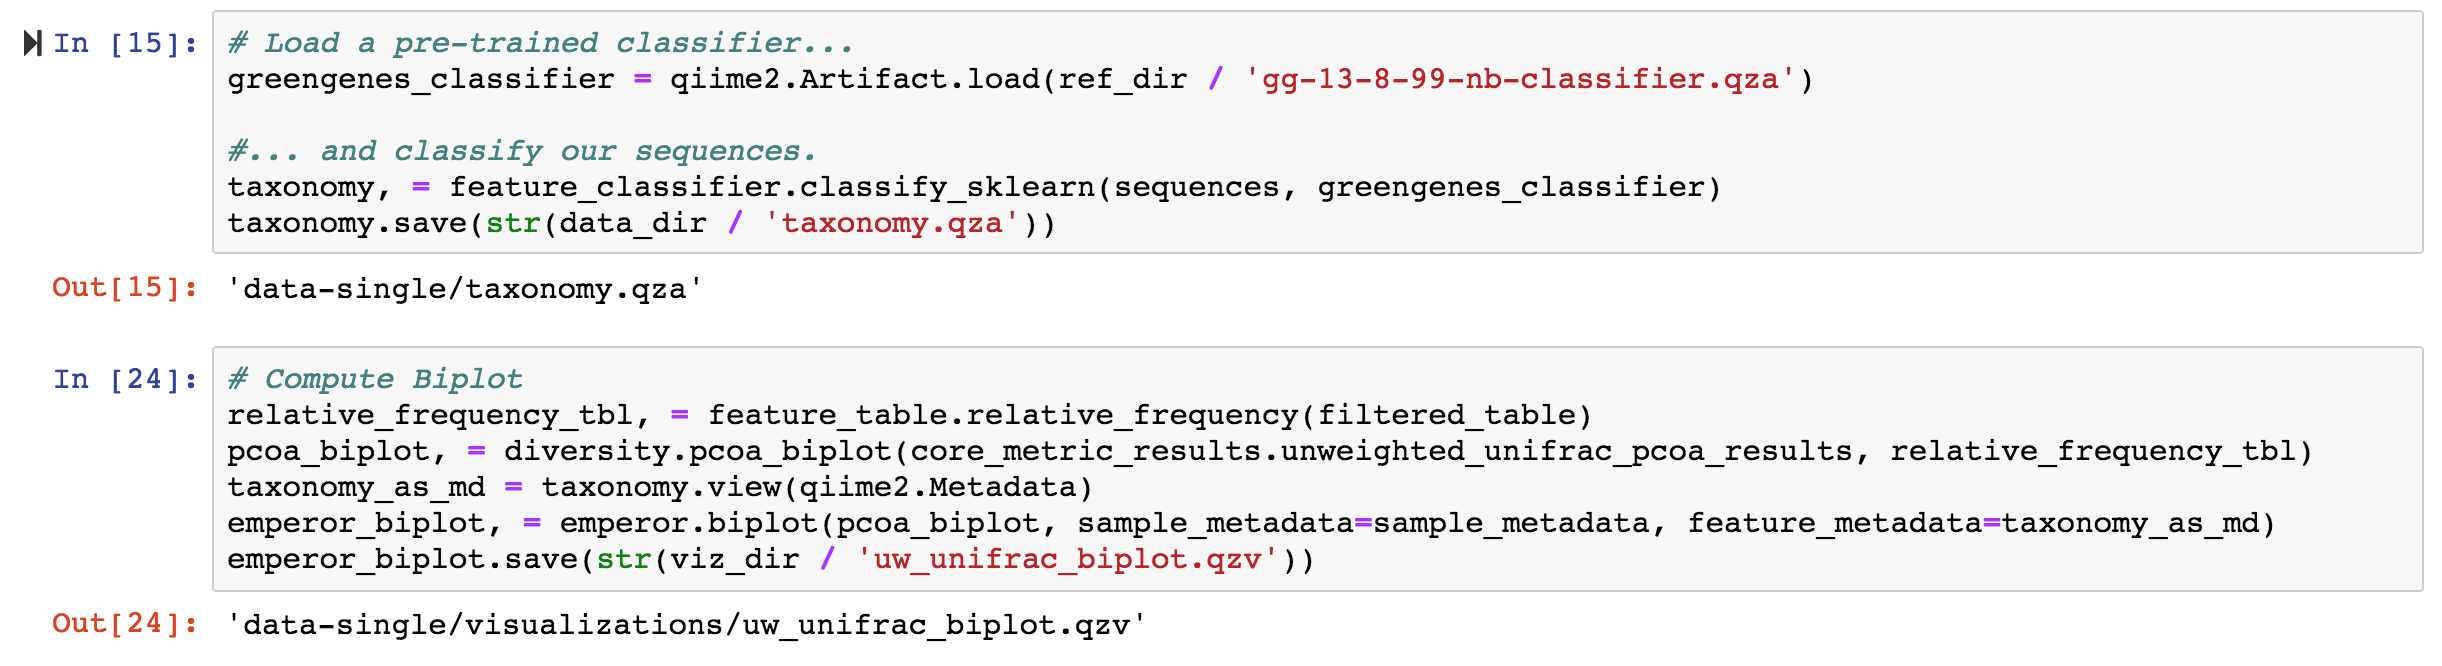 In [15]: # Load a pre-trained classifier...
greengenes_classifier = qiime2.Artifact.load(ref_dir / 'gg-13-8-99-nb-classifier.qza')
#... and classify our sequences.
taxonomy, = feature_classifier.classify_sklearn(sequences, greengenes_classifier)
taxonomy.save(str(data_dir / 'taxonomy.qza'))
Out[15]: 'data-single/taxonomy.qza'
In [24]: # Compute Biplot
relative_frequency_tbl, = feature_table.relative_frequency(filtered_table)
pcoa_biplot, = diversity.pcoa_biplot(core_metric_results.unweighted_unifrac_pcoa_results, relative_frequency_tbl)
taxonomy_as_md = taxonomy.view(qiime2.Metadata)
emperor_biplot, = emperor.biplot(pcoa_biplot, sample_metadata=sample_metadata, feature_metadata=taxonomy_as_md)
emperor_biplot.save(str(viz_dir / 'uw_unifrac_biplot.qzv'))
Out[24]: 'data-single/visualizations/uw_unifrac_biplot.qzv'